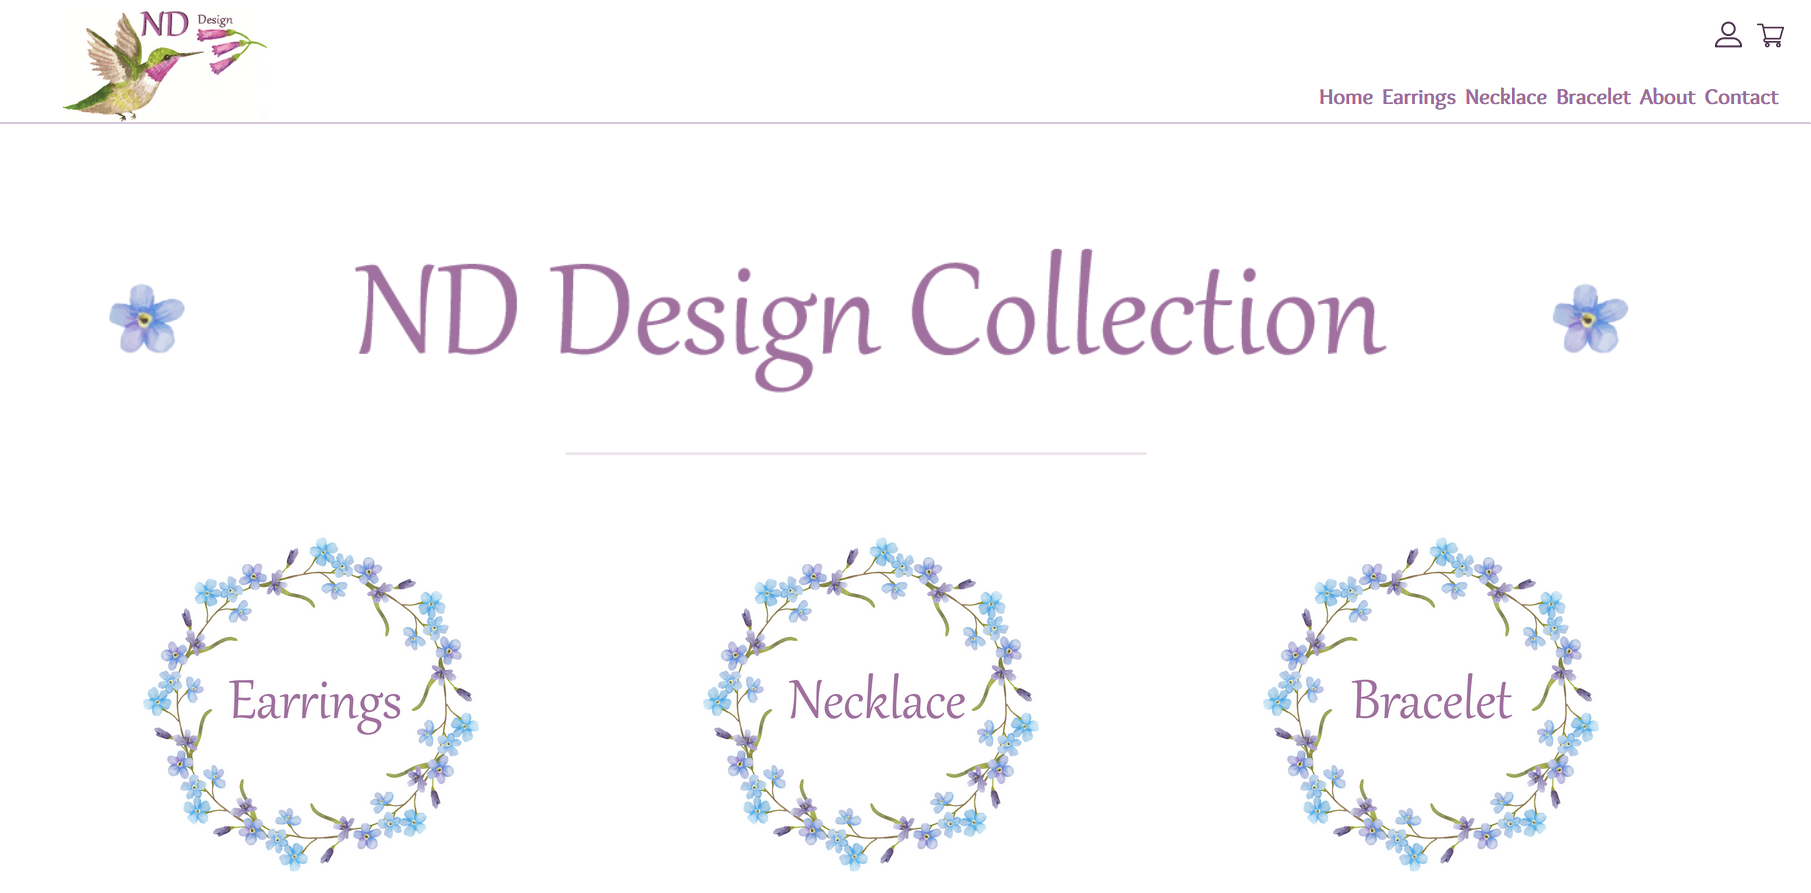 ND Design
Home Earrings Necklace Bracelet About Contact
ND Design Collection
Earrings
Necklace
Bracelet